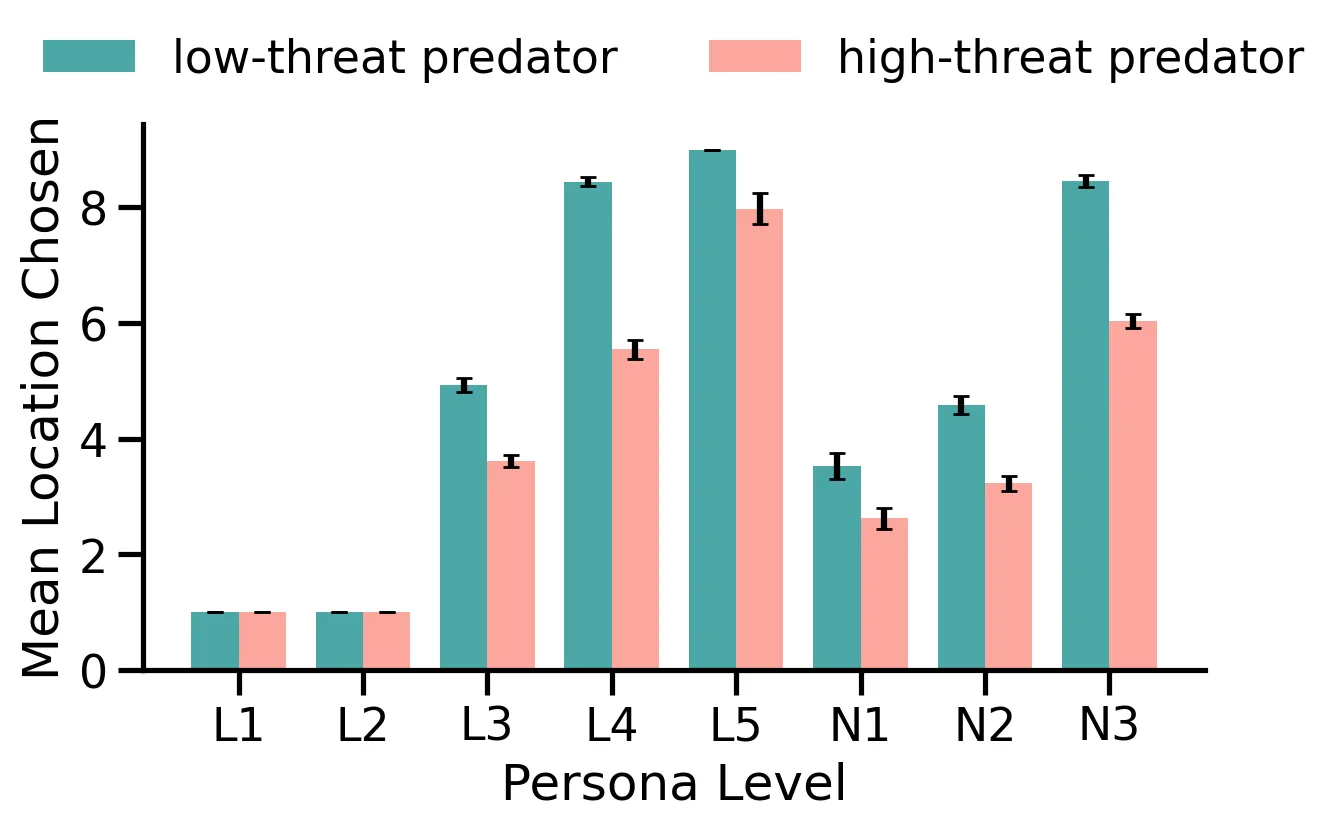 low-threat predator
high-threat predator
Mean Location Chosen
8
6
4
2
0
L1 L2 L3 L4 L5 N1 N2 N3
Persona Level